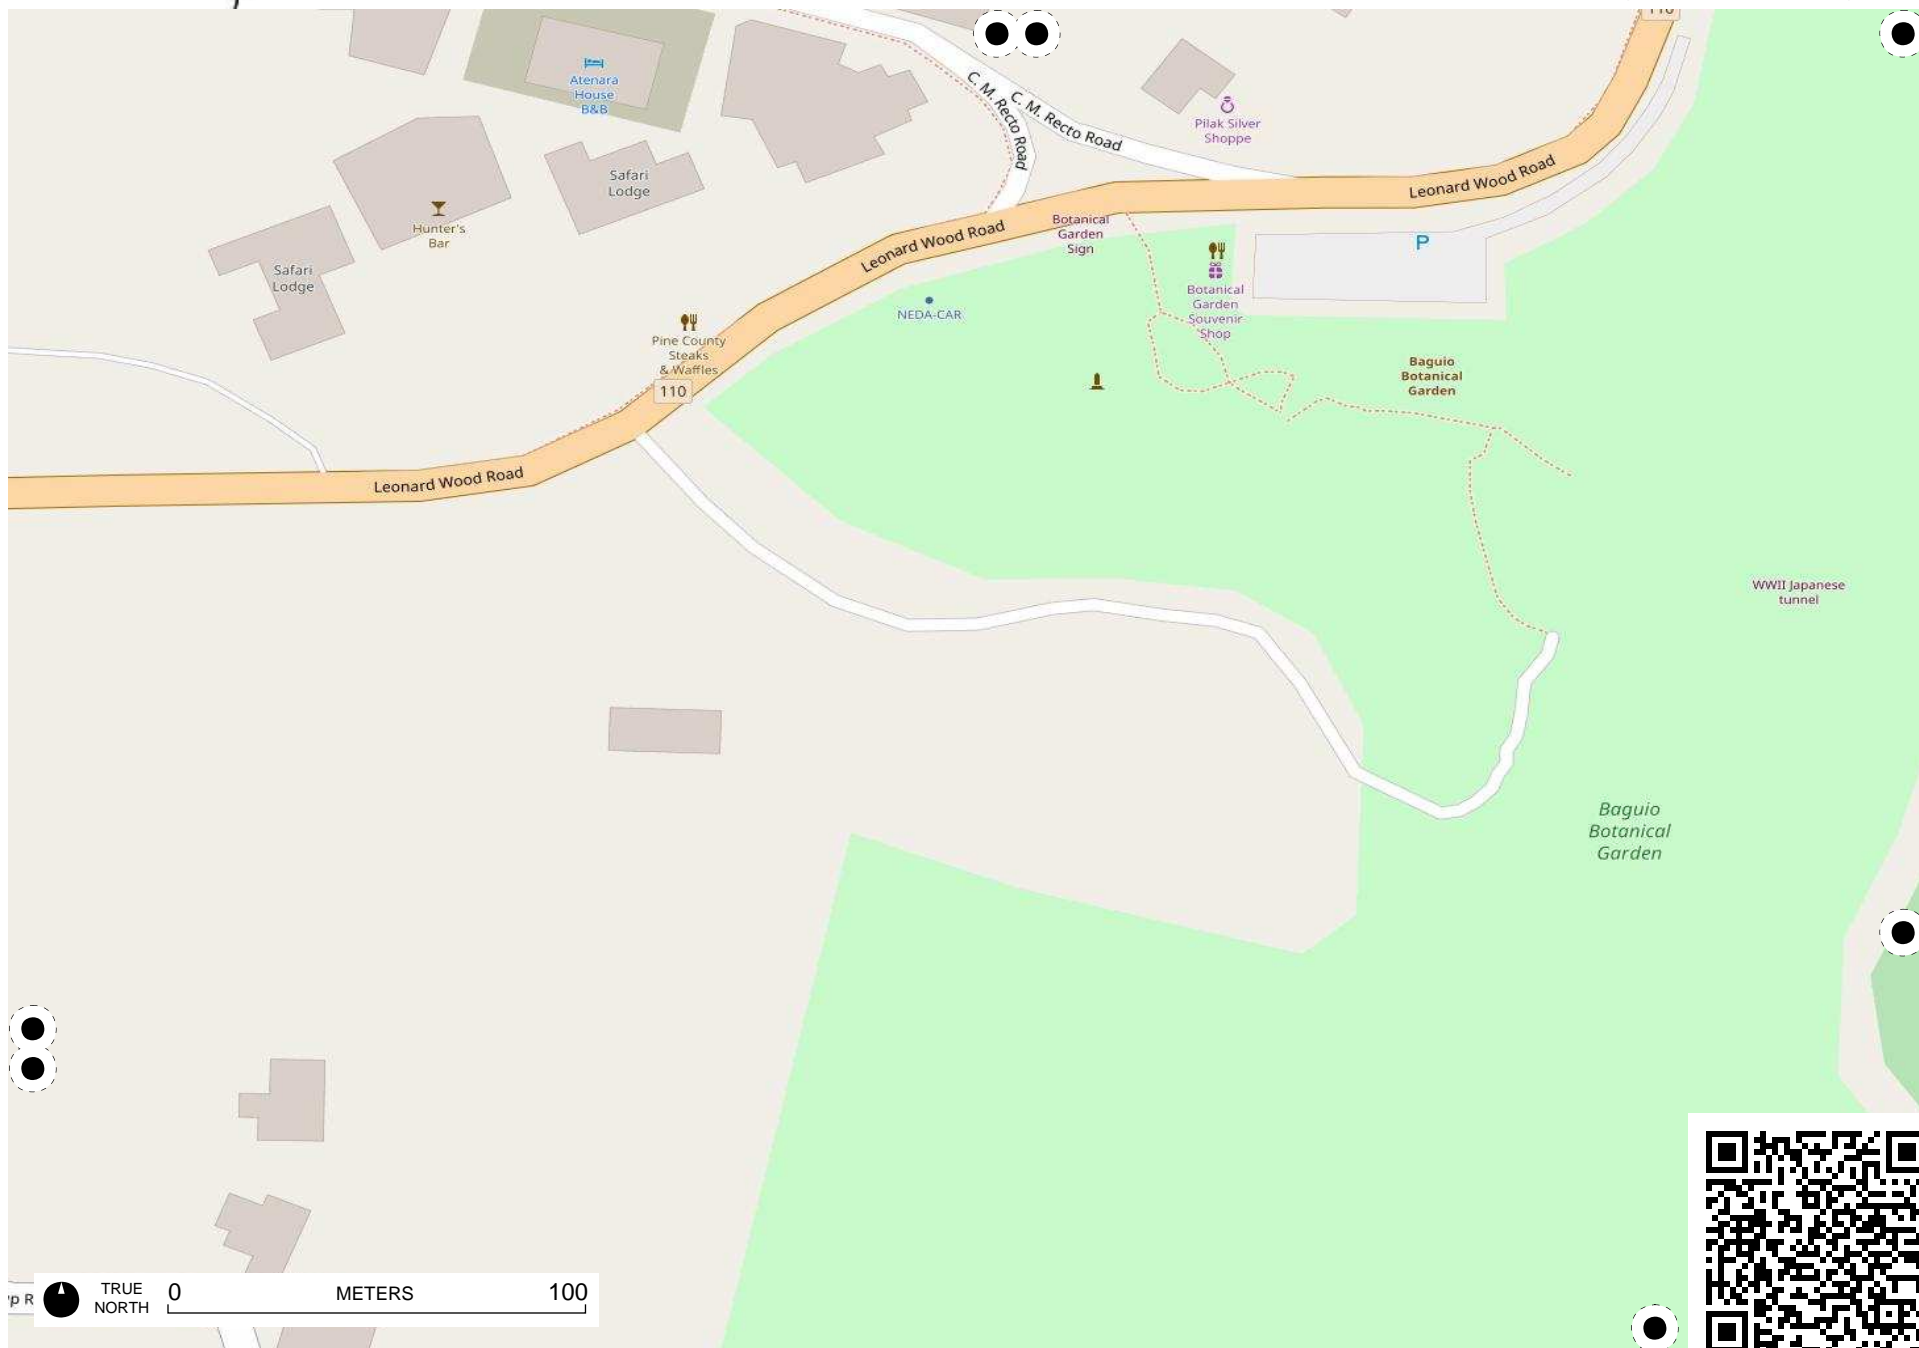 Atenara
House
B&B
C. M. Recto Road
C. M. Recto Road
Pilak Silver
Shoppe
Safari
Lodge
Hunter's
Bar
Safari
Lodge
Leonard Wood Road
Botanical
Garden
Sign
Leonard Wood Road
P
Botanical
Garden
Souvenir
Shop
NEDA-CAR
Pine County
Steaks
& Waffles
110
Baguio
Botanical
Garden
Leonard Wood Road
WWII Japanese
tunnel
Baguio
Botanical
Garden
TRUE
NORTH
0 METERS 100